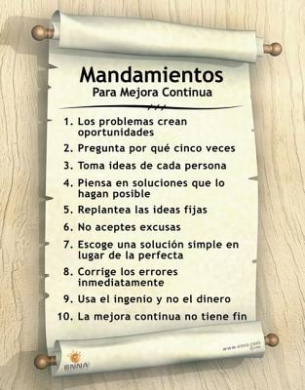 Mandamientos
Para Mejora Continua
1. Los problemas crean
oportunidades
2. Pregunta por qué cinco veces
3. Toma ideas de cada persona
4. Piensa en soluciones que lo
hagan posible
5. Replantea las ideas fijas
6. No aceptes excusas
7. Escoge una solución simple en
lugar de la perfecta
8. Corrige los errores
inmediatamente
9. Usa el ingenio y no el dinero
10. La mejora continua no tiene fin
ENNA
www.enna.com